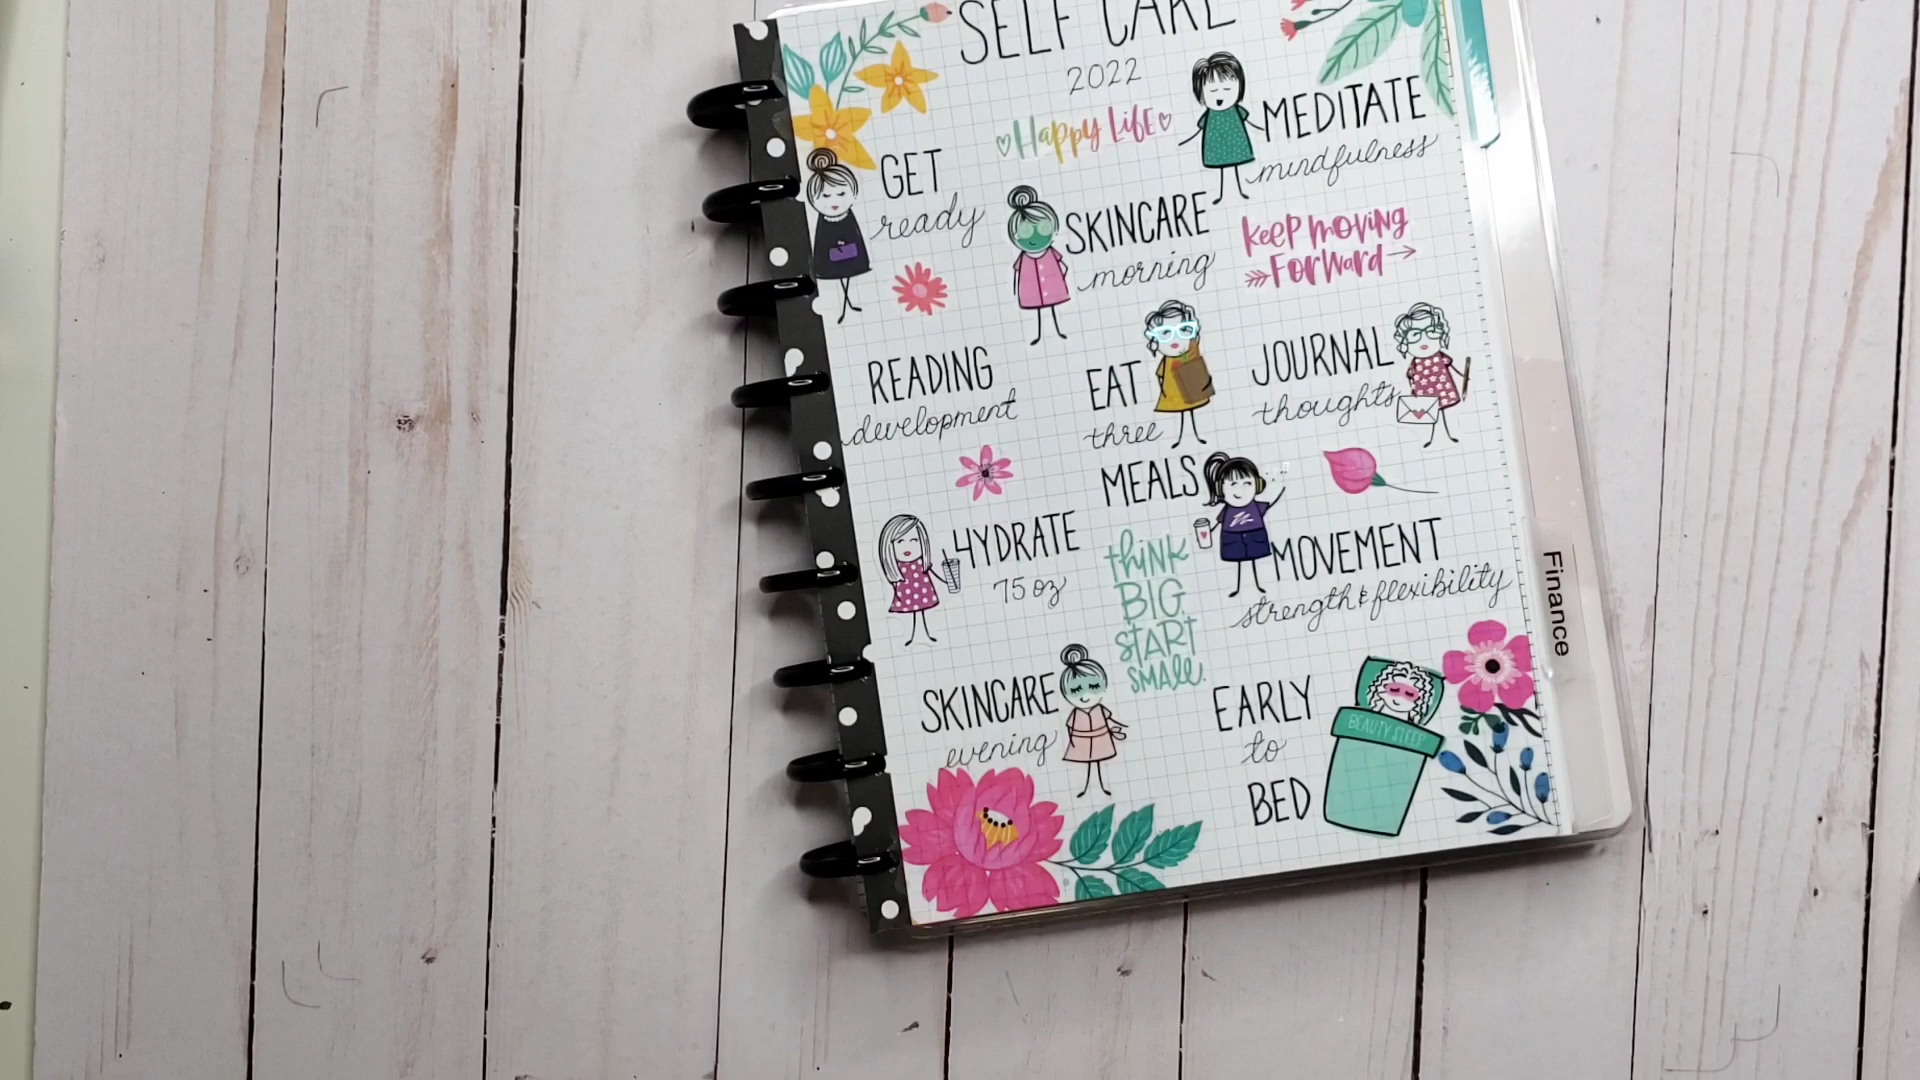 SELF CARE
2022
Happy Life
MEDITATE
mindfulness
GET
ready
SKINCARE
morning
keep moving
Forward
READING
development
EAT
three
MEALS
JOURNAL
thoughts
HYDRATE
75 oz
think
BIG
start
small.
MOVEMENT
strength & flexibility
SKINCARE
evening
EARLY
to
BED
BEAUTY SLEEP
Finance